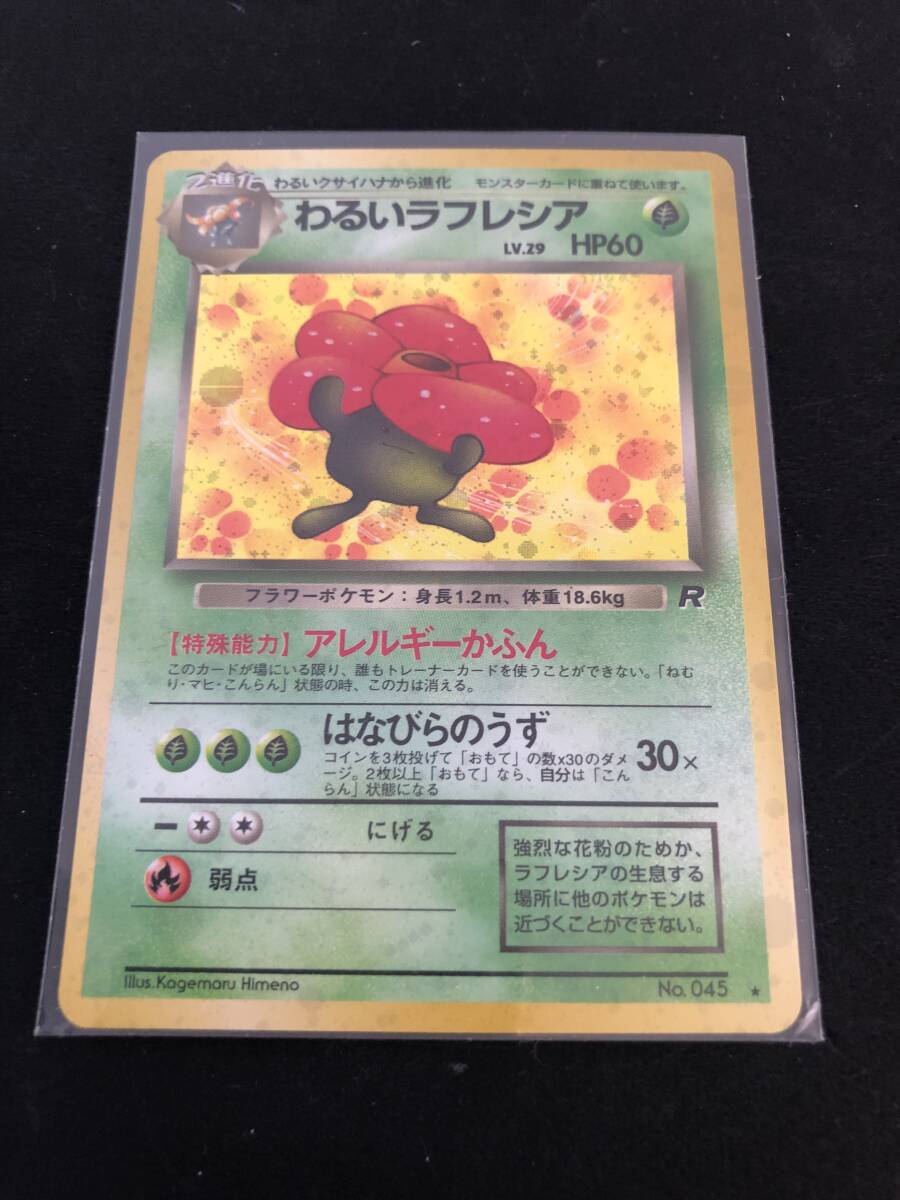 2進化
わるいクサイハナから進化 モンスターカードに重ねて使います。
わるいラフレシア
LV.29 HP60
フラワーポケモン：身長1.2m、体重18.6kg
R
【特殊能力】アレルギーかふん
このカードが場にいる限り、誰もトレーナーカードを使うことができない。「ねむ
り・マヒ・こんらん」状態の時、この力は消える。
はなびらのうず
コインを3枚投げて「おもて」の数x30のダメ
ージ。2枚以上「おもて」なら、自分は「こん
らん」状態になる
30×
ー にげる
弱点
強烈な花粉のためか、
ラフレシアの生息する
場所に他のポケモンは
近づくことができない。
Illus.Kagemaru Himeno
No. 045 ★